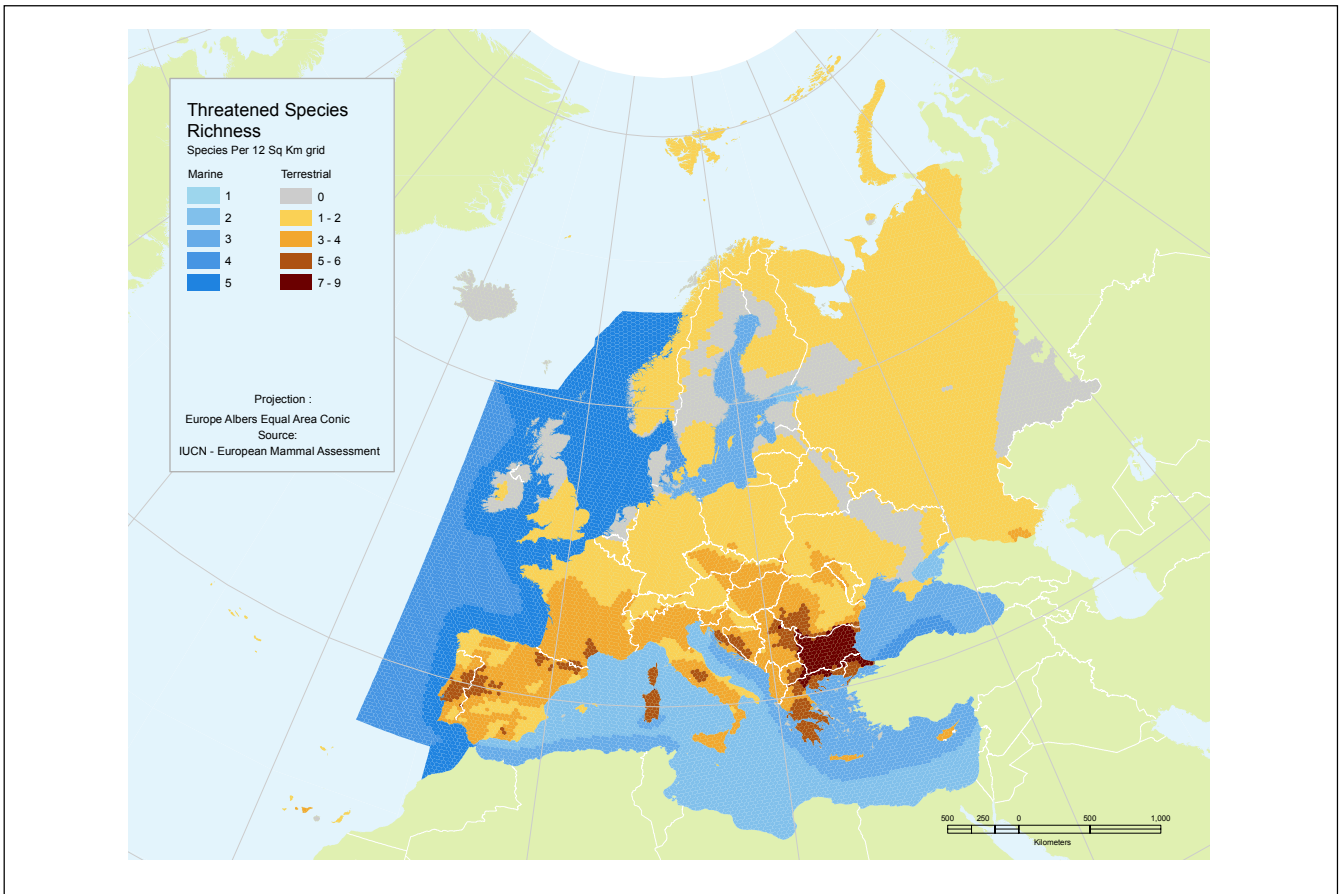 Threatened Species
Richness
Species Per 12 Sq Km grid
Marine Terrestrial
1 0
2 1 - 2
3 3 - 4
4 5 - 6
5 7 - 9
Projection :
Europe Albers Equal Area Conic
Source:
IUCN - European Mammal Assessment
500 250 0 500 1,000
Kilometers